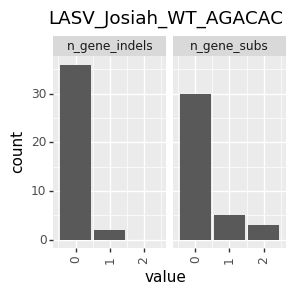 LASV_Josiah_WT_AGACAC
n_gene_indels n_gene_subs
count
30
20
10
0
0 1 2 0 1 2
value